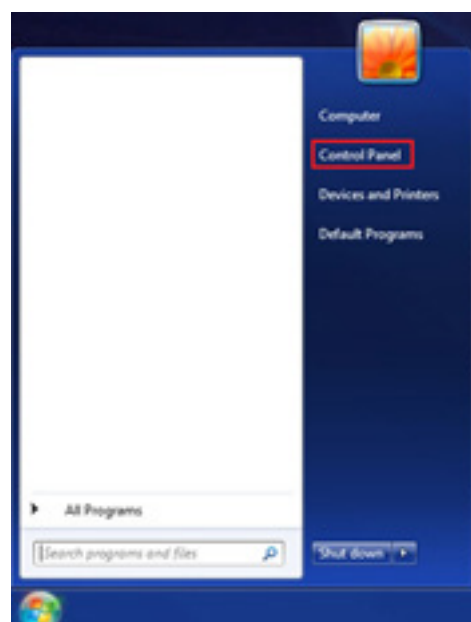 Computer
Control Panel
Devices and Printers
Default Programs
All Programs
Search programs and files
Shut down